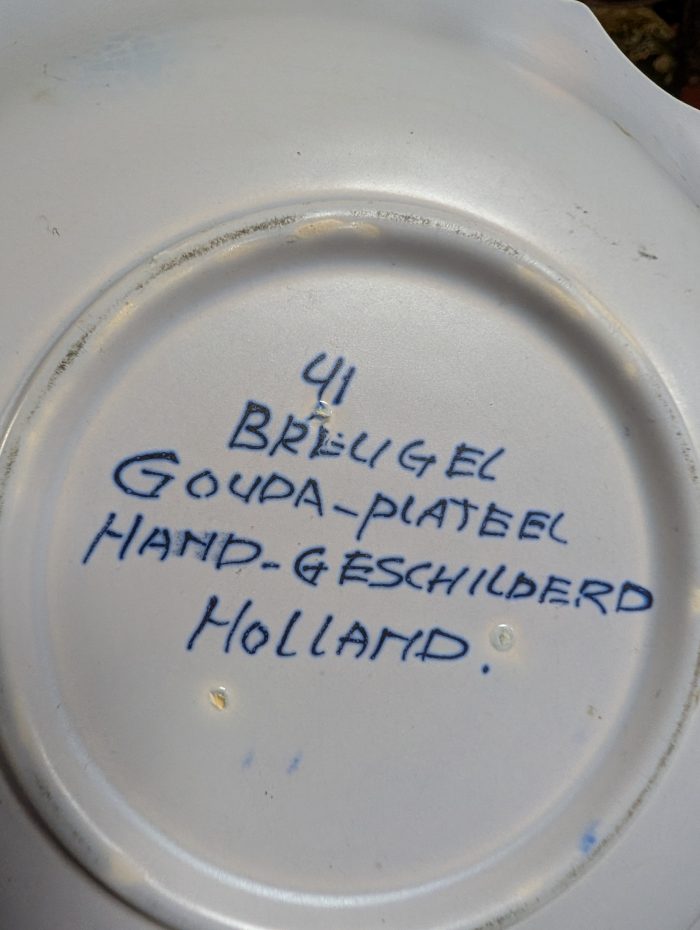 41
BREUGEL
GOUDA-PLATEEL
HAND-GESCHILDERD
HOLLAND.